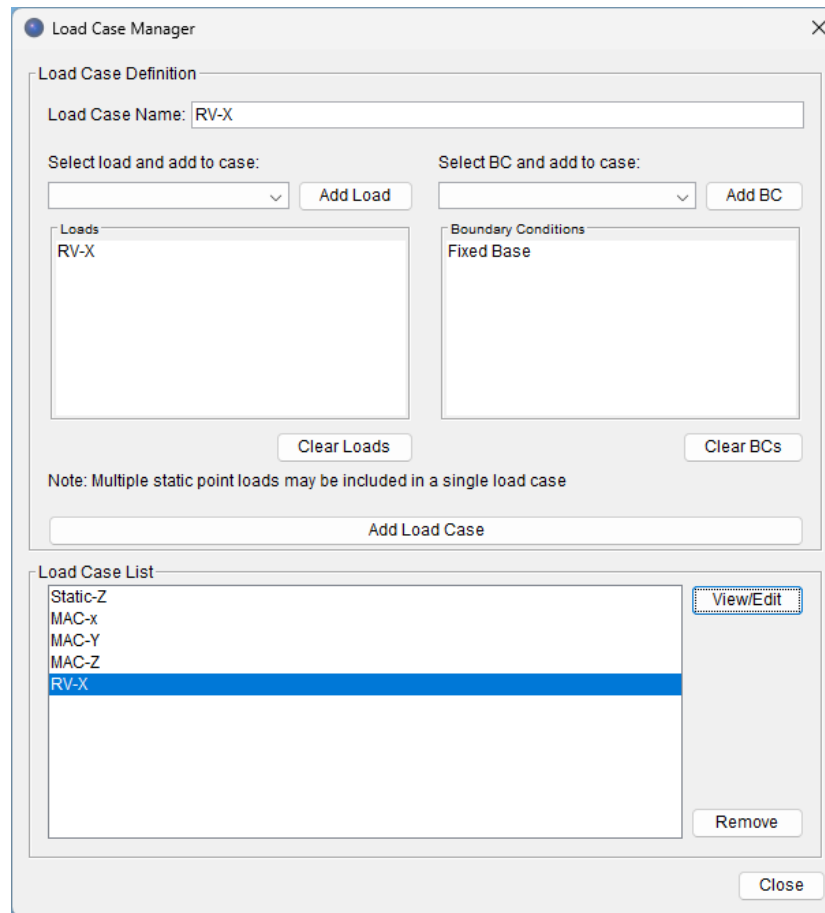 Load Case Manager
Load Case Definition
Load Case Name: RV-X
Select load and add to case:
Select BC and add to case:
Add Load
Add BC
Loads
RV-X
Boundary Conditions
Fixed Base
Clear Loads
Clear BCs
Note: Multiple static point loads may be included in a single load case
Add Load Case
Load Case List
Static-Z
MAC-x
MAC-Y
MAC-Z
RV-X
View/Edit
Remove
Close